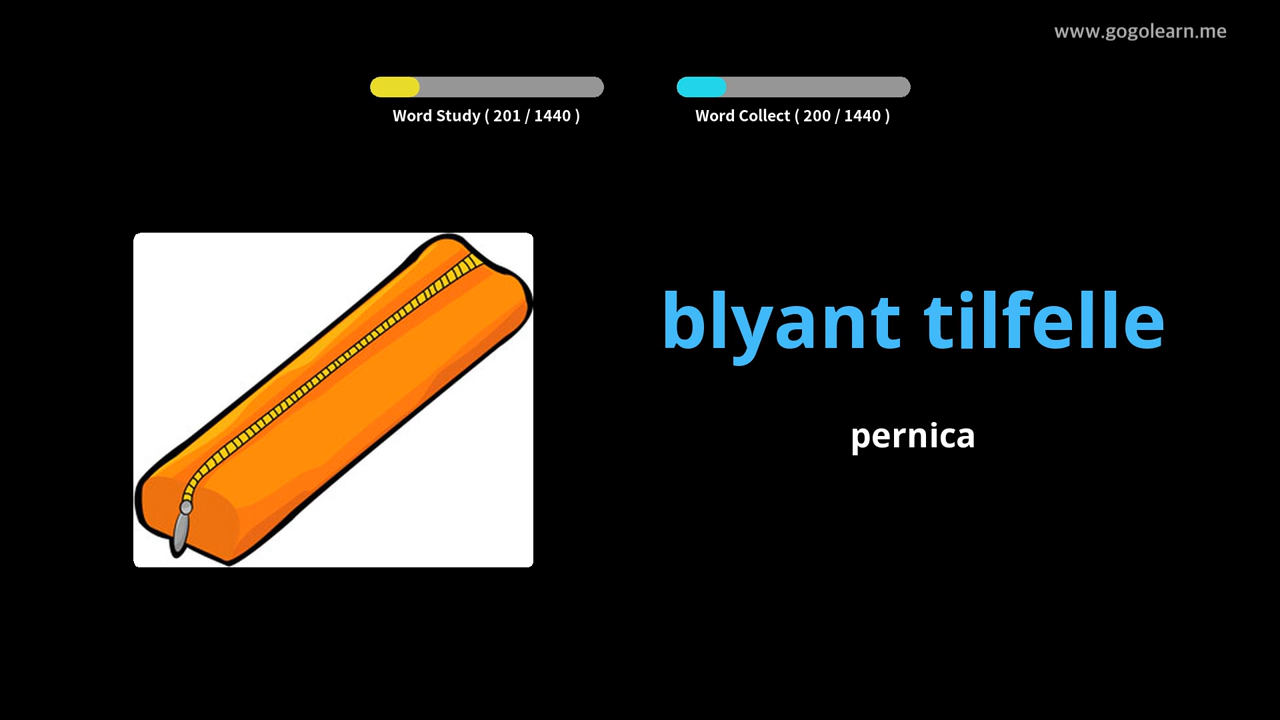 www.gogolearn.me
Word Study ( 201 / 1440 )
Word Collect ( 200 / 1440 )
blyant tilfelle
pernica